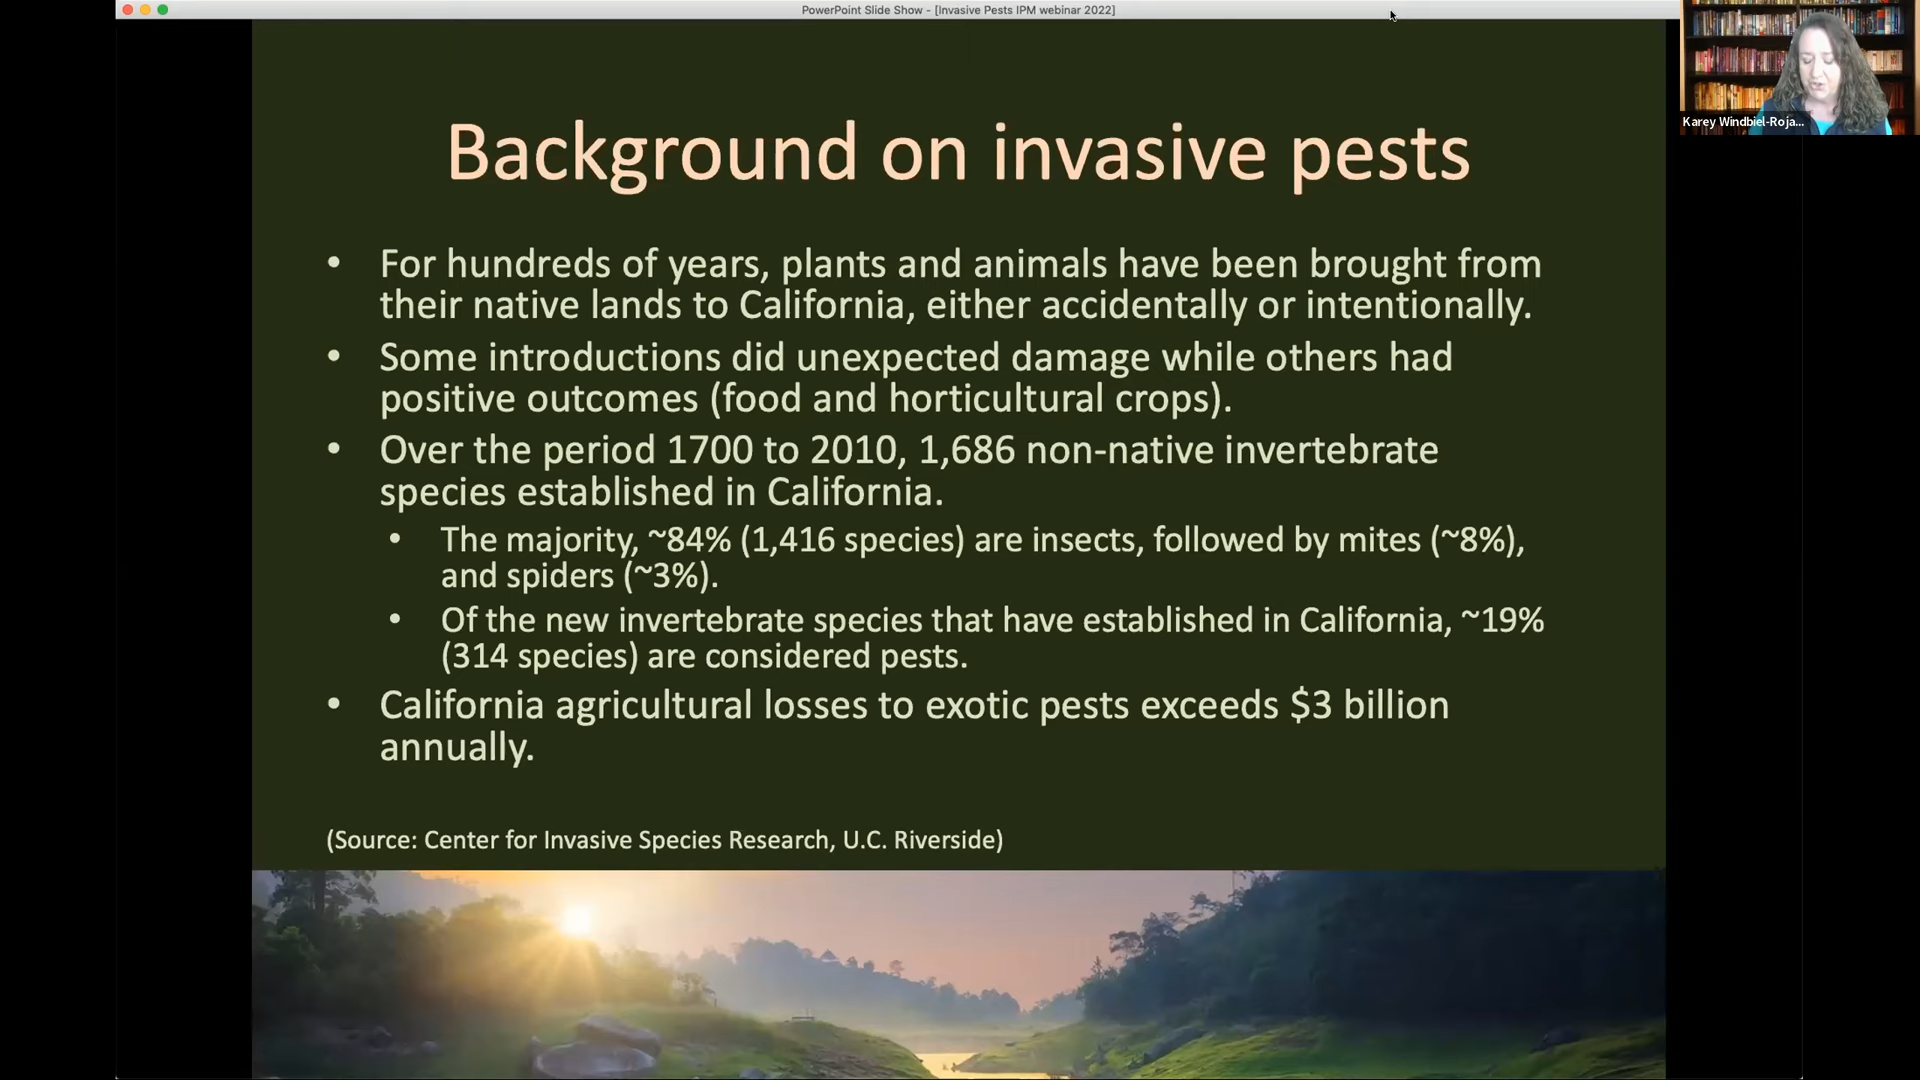 PowerPoint Slide Show - [Invasive Pests IPM webinar 2022]
Karey Windbiel-Roja...
Background on invasive pests
• For hundreds of years, plants and animals have been brought from
their native lands to California, either accidentally or intentionally.
• Some introductions did unexpected damage while others had
positive outcomes (food and horticultural crops).
• Over the period 1700 to 2010, 1,686 non-native invertebrate
species established in California.
• The majority, ~84% (1,416 species) are insects, followed by mites (~8%),
and spiders (~3%).
• Of the new invertebrate species that have established in California, ~19%
(314 species) are considered pests.
• California agricultural losses to exotic pests exceeds $3 billion
annually.
(Source: Center for Invasive Species Research, U.C. Riverside)